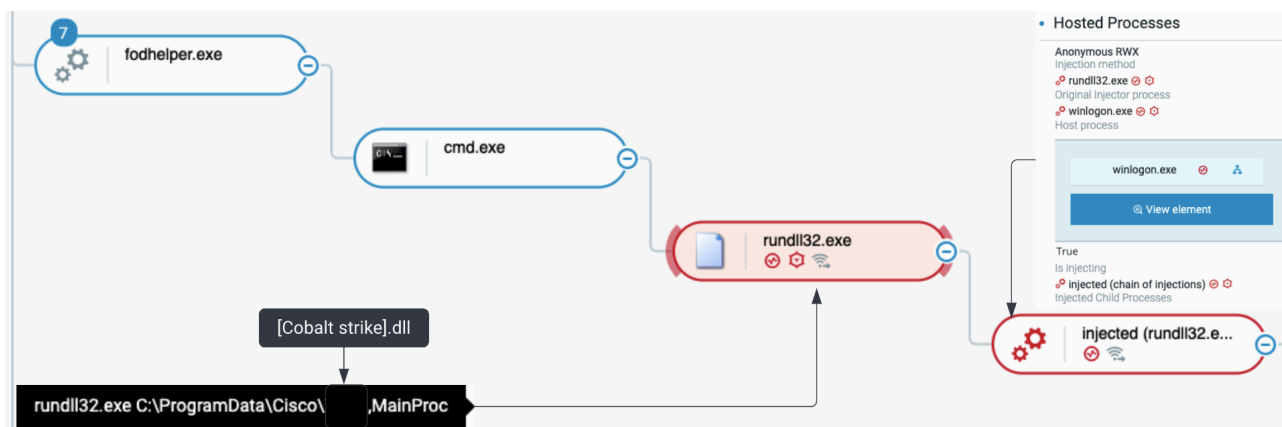 7
fodhelper.exe
cmd.exe
C:\_
rundll32.exe
[Cobalt strike].dll
rundll32.exe C:\ProgramData\Cisco\ ,MainProc
Hosted Processes
Anonymous RWX
Injection method
rundll32.exe
Original Injector process
winlogon.exe
Host process
winlogon.exe
View element
True
Is injecting
injected (chain of injections)
Injected Child Processes
injected (rundll32.e...